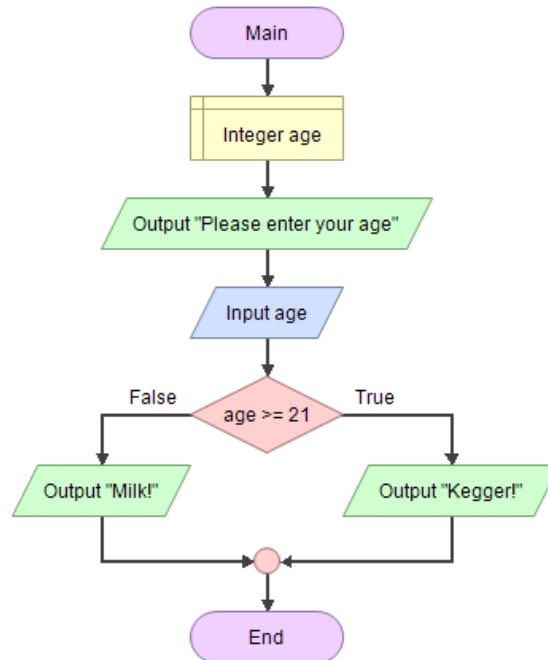 Main
Integer age
Output "Please enter your age"
Input age
False
True
age >= 21
Output "Milk!"
Output "Kegger!"
End